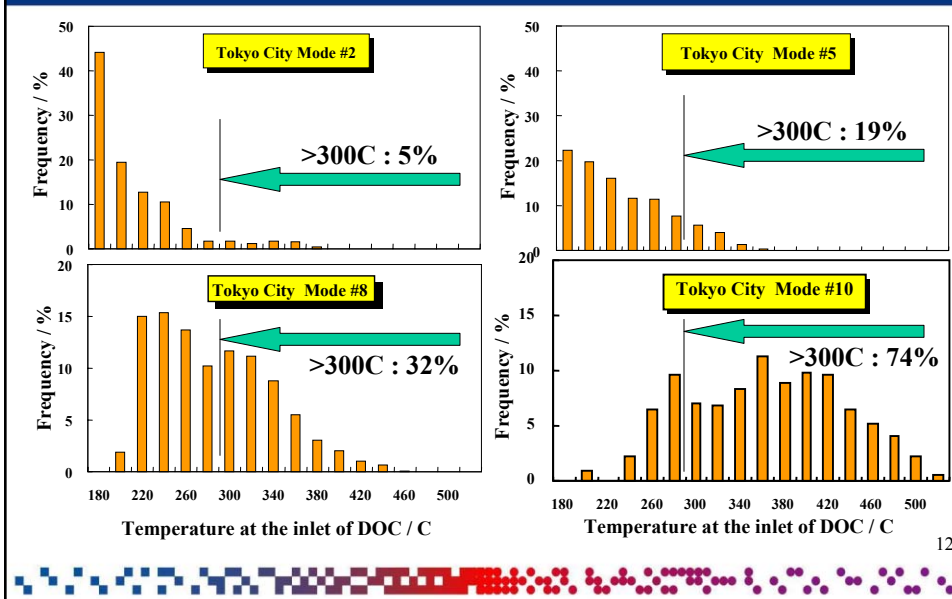 Tokyo City Mode #2
50
40
30
20
10
0
Frequency / %
>300C : 5%
Tokyo City Mode #5
50
40
30
20
10
0
Frequency / %
>300C : 19%
Tokyo City Mode #8
20
15
10
5
0
Frequency / %
>300C : 32%
180 220 260 300 340 380 420 460 500
Temperature at the inlet of DOC / C
Tokyo City Mode #10
20
15
10
5
0
Frequency / %
>300C : 74%
180 220 260 300 340 380 420 460 500
Temperature at the inlet of DOC / C
12